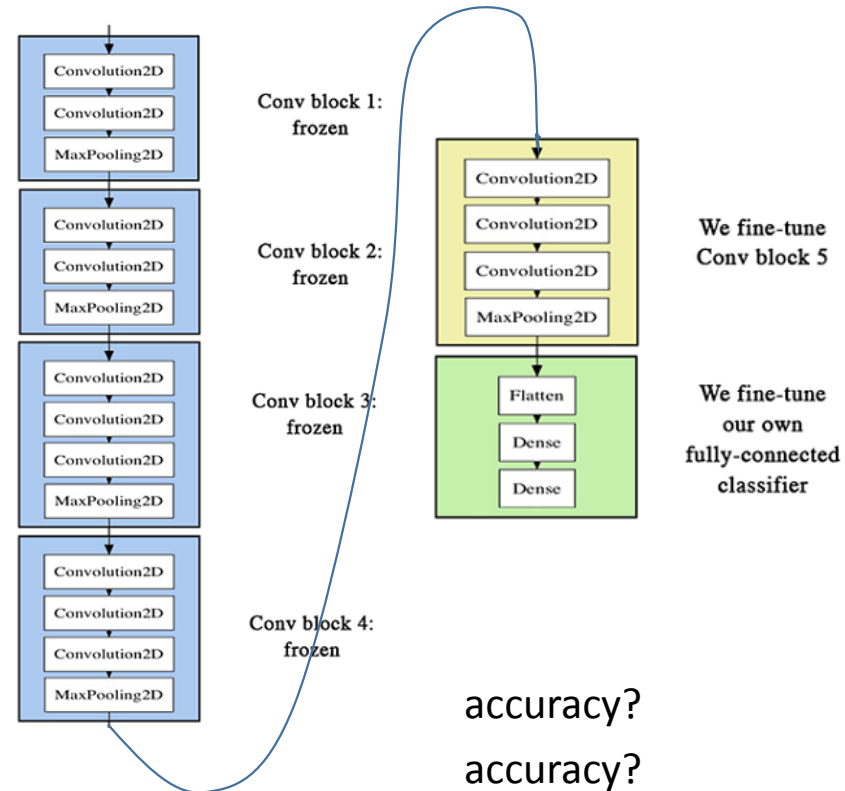 Convolution2D
Convolution2D
MaxPooling2D
Conv block 1:
frozen
Convolution2D
Convolution2D
MaxPooling2D
Conv block 2:
frozen
Convolution2D
Convolution2D
Convolution2D
MaxPooling2D
Conv block 3:
frozen
Convolution2D
Convolution2D
Convolution2D
MaxPooling2D
Conv block 4:
frozen
Convolution2D
Convolution2D
Convolution2D
MaxPooling2D
We fine-tune
Conv block 5
Flatten
Dense
Dense
We fine-tune
our own
fully-connected
classifier
accuracy?
accuracy?